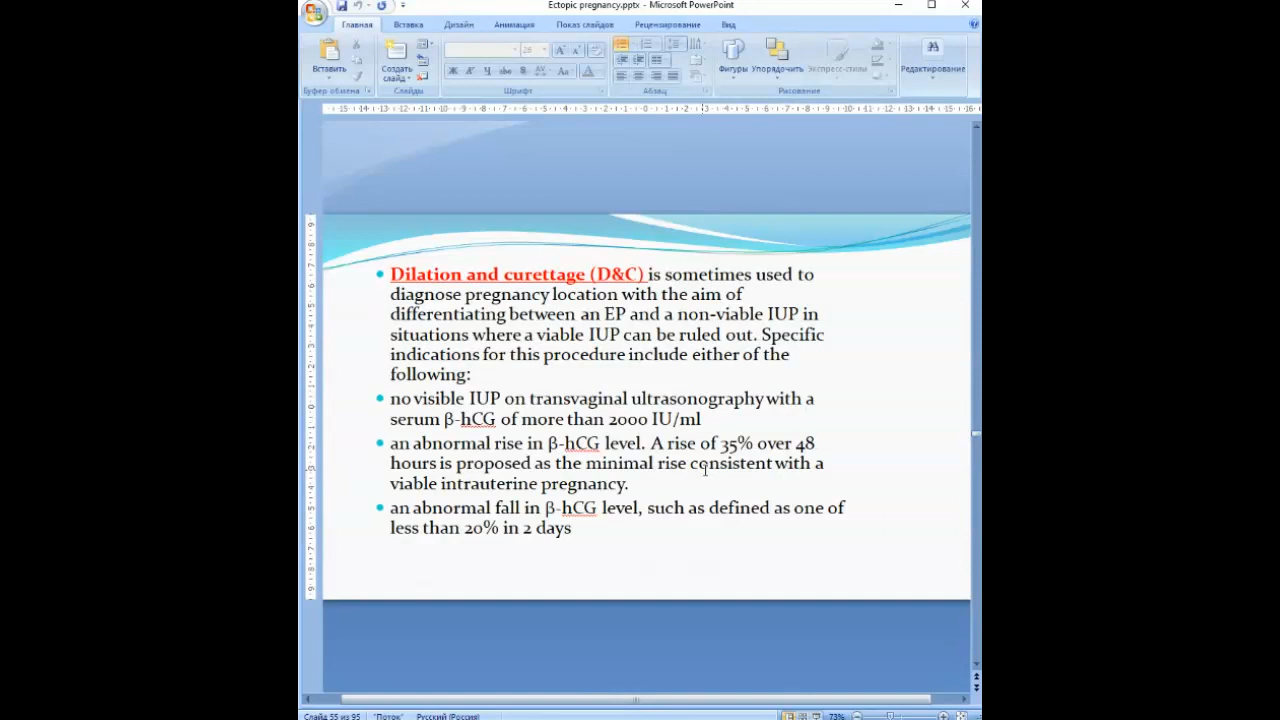 Ectopic pregnancy.pptx - Microsoft PowerPoint
Главная Вставка Дизайн Анимация Показ слайдов Рецензирование Вид
26
Вставить Создать слайд Фигуры Упорядочить Экспресс-стили Редактирование
Буфер обмена Слайды Шрифт Абзац Рисование
Dilation and curettage (D&C) is sometimes used to
diagnose pregnancy location with the aim of
differentiating between an EP and a non-viable IUP in
situations where a viable IUP can be ruled out. Specific
indications for this procedure include either of the
following:
no visible IUP on transvaginal ultrasonography with a
serum β-hCG of more than 2000 IU/ml
an abnormal rise in β-hCG level. A rise of 35% over 48
hours is proposed as the minimal rise consistent with a
viable intrauterine pregnancy.
an abnormal fall in β-hCG level, such as defined as one of
less than 20% in 2 days
Слайд 55 из 95 "Поток" Русский (Россия) 73%